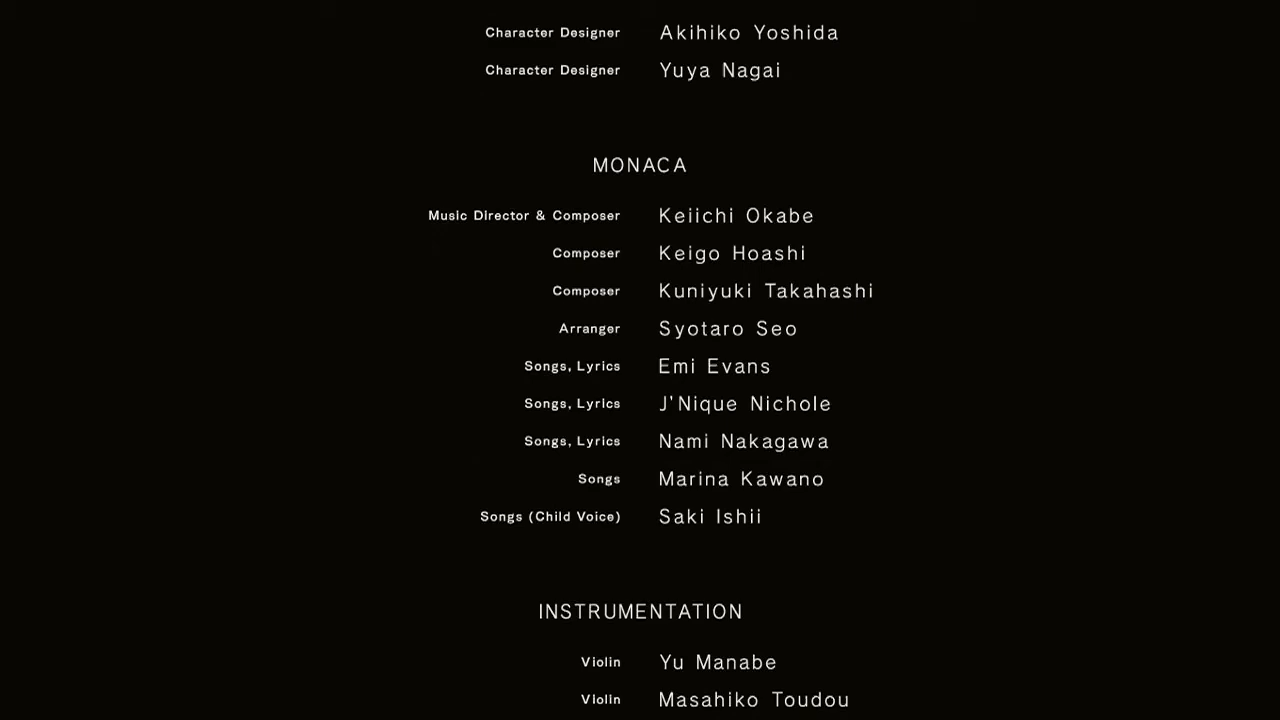 Character Designer Akihiko Yoshida
Character Designer Yuya Nagai
MONACA
Music Director & Composer Keiichi Okabe
Composer Keigo Hoashi
Composer Kuniyuki Takahashi
Arranger Syotaro Seo
Songs, Lyrics Emi Evans
Songs, Lyrics J'Nique Nichole
Songs, Lyrics Nami Nakagawa
Songs Marina Kawano
Songs (Child Voice) Saki Ishii
INSTRUMENTATION
Violin Yu Manabe
Violin Masahiko Toudou